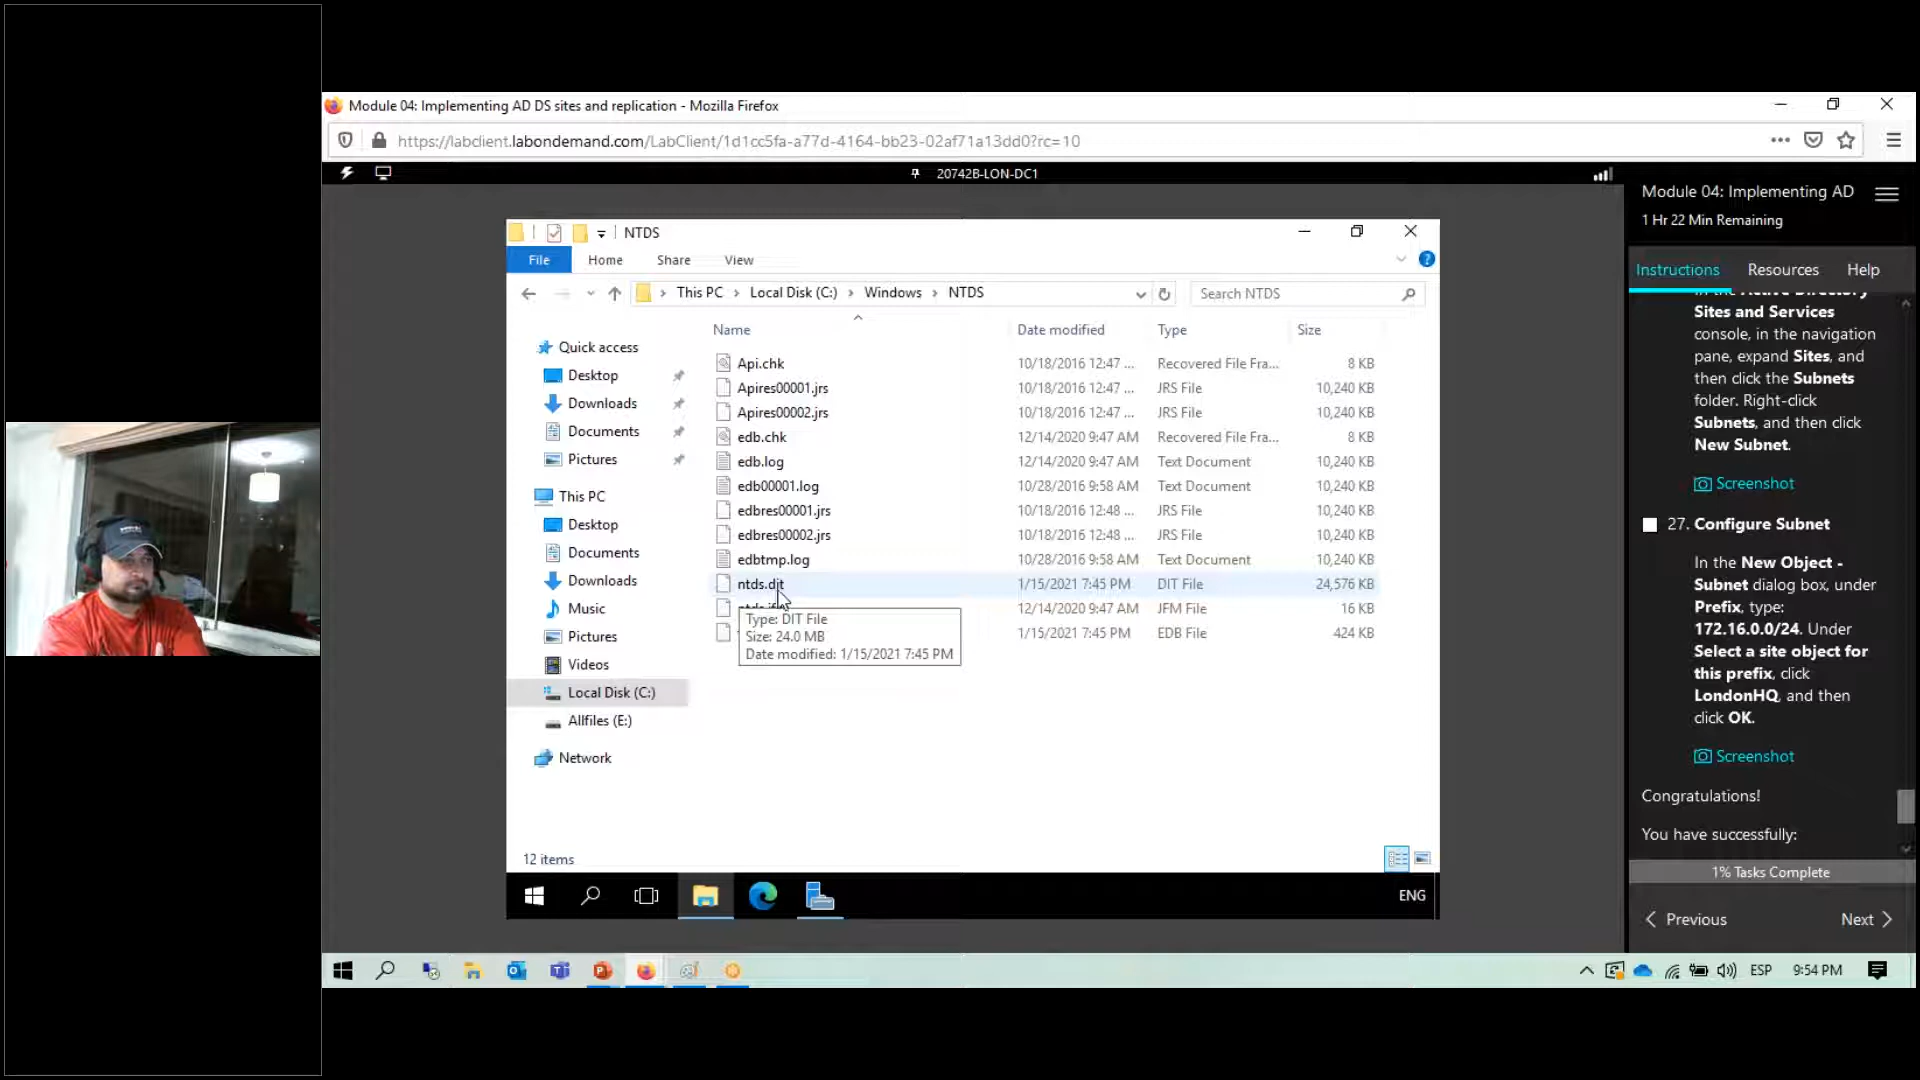 Module 04: Implementing AD DS sites and replication - Mozilla Firefox
https://labclient.labondemand.com/LabClient/1d1cc5fa-a77d-4164-bb23-02af71a13dd0?rc=10
20742B-LON-DC1
NTDS
File Home Share View
This PC > Local Disk (C:) > Windows > NTDS
Search NTDS
Name Date modified Type Size
Api.chk 10/18/2016 12:47 ... Recovered File Fra... 8 KB
Apires00001.jrs 10/18/2016 12:47 ... JRS File 10,240 KB
Apires00002.jrs 10/18/2016 12:47 ... JRS File 10,240 KB
edb.chk 12/14/2020 9:47 AM Recovered File Fra... 8 KB
edb.log 12/14/2020 9:47 AM Text Document 10,240 KB
edb00001.log 10/28/2016 9:58 AM Text Document 10,240 KB
edbres00001.jrs 10/18/2016 12:48 ... JRS File 10,240 KB
edbres00002.jrs 10/18/2016 12:48 ... JRS File 10,240 KB
edbtmp.log 10/28/2016 9:58 AM Text Document 10,240 KB
ntds.dit 1/15/2021 7:45 PM DIT File 24,576 KB
12/14/2020 9:47 AM JFM File 16 KB
1/15/2021 7:45 PM EDB File 424 KB
Type: DIT File
Size: 24.0 MB
Date modified: 1/15/2021 7:45 PM
Quick access
Desktop
Downloads
Documents
Pictures
This PC
Desktop
Documents
Downloads
Music
Pictures
Videos
Local Disk (C:)
Allfiles (E:)
Network
12 items
ENG
Module 04: Implementing AD
1 Hr 22 Min Remaining
Instructions Resources Help
In the Active Directory
Sites and Services
console, in the navigation
pane, expand Sites, and
then click the Subnets
folder. Right-click
Subnets, and then click
New Subnet.
Screenshot
27. Configure Subnet
In the New Object -
Subnet dialog box, under
Prefix, type:
172.16.0.0/24. Under
Select a site object for
this prefix, click
LondonHQ, and then
click OK.
Screenshot
Congratulations!
You have successfully:
1% Tasks Complete
Previous Next
ESP 9:54 PM